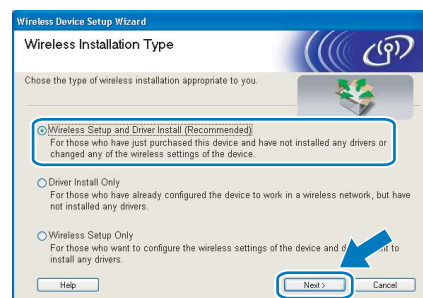 Wireless Device Setup Wizard
Wireless Installation Type
Chose the type of wireless installation appropriate to you.
Wireless Setup and Driver Install (Recommended)
For those who have just purchased this device and have not installed any drivers or
changed any of the wireless settings of the device.
Driver Install Only
For those who have already configured the device to work in a wireless network, but have
not installed any drivers.
Wireless Setup Only
For those who want to configure the wireless settings of the device and to
install any drivers.
Help
Next >
Cancel